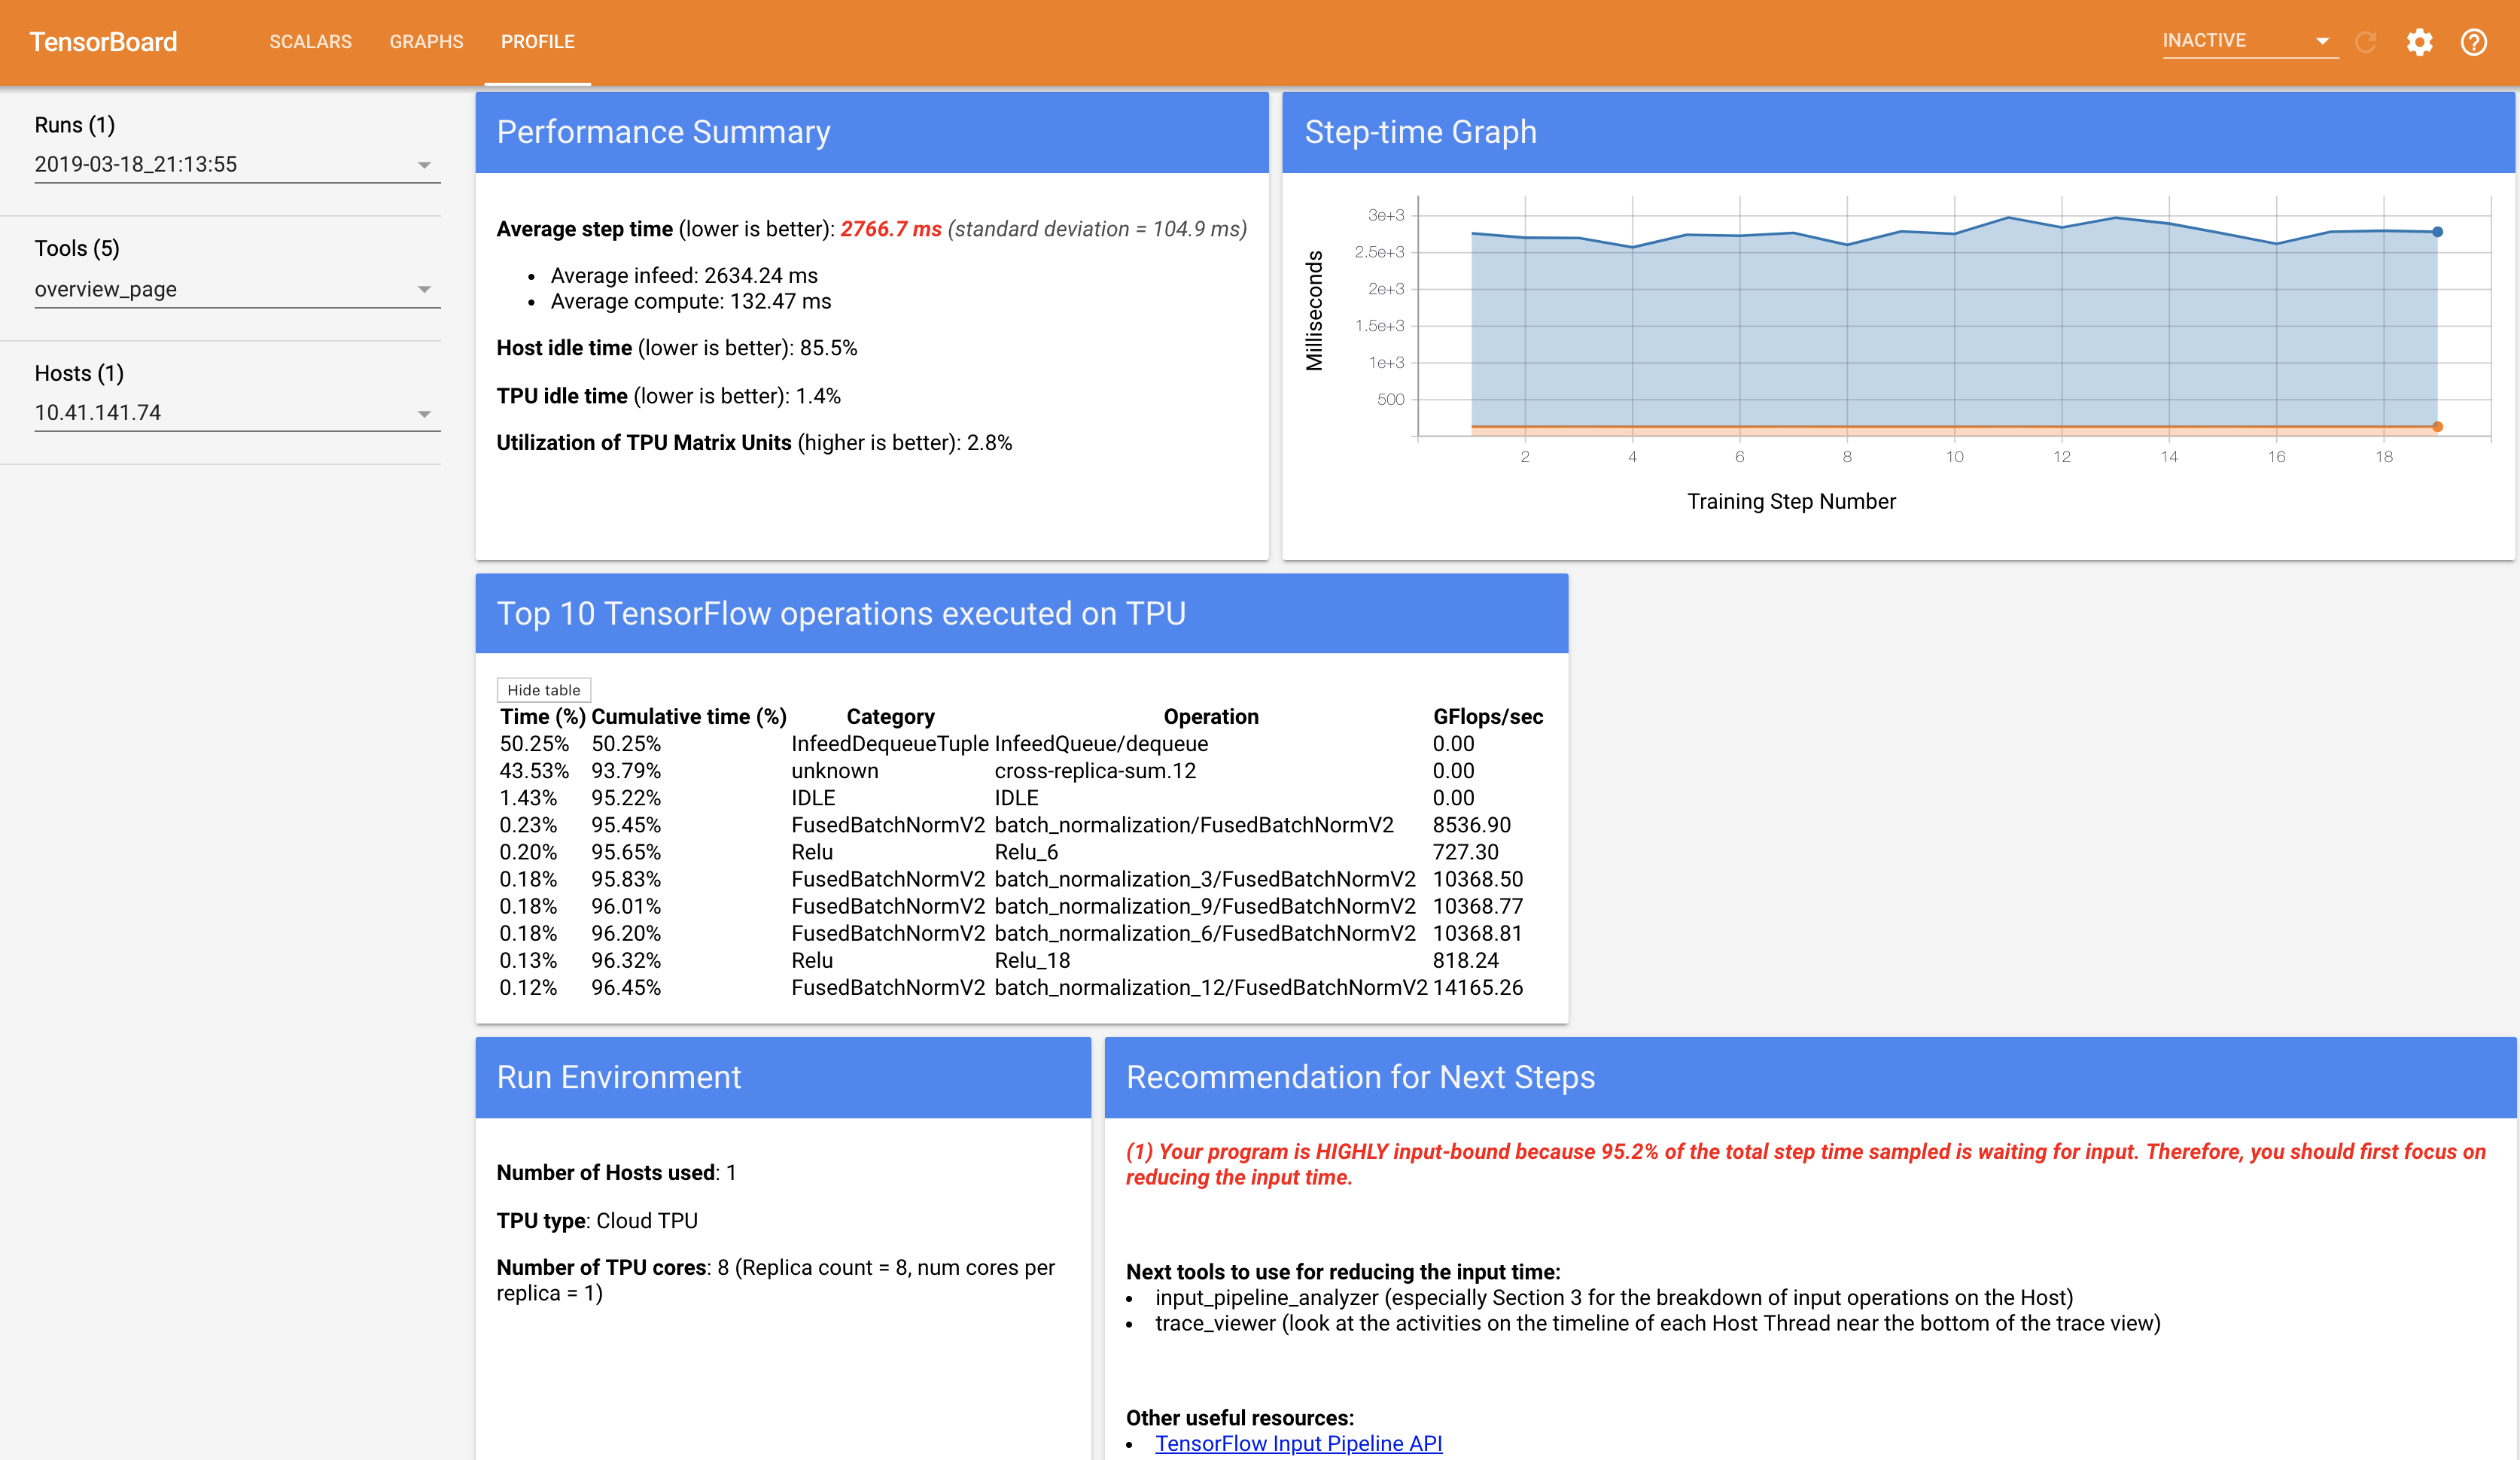 TensorBoard SCALARS GRAPHS PROFILE INACTIVE
Runs (1)
2019-03-18_21:13:55
Tools (5)
overview_page
Hosts (1)
10.41.141.74
Performance Summary
Average step time (lower is better): 2766.7 ms (standard deviation = 104.9 ms)
• Average infeed: 2634.24 ms
• Average compute: 132.47 ms
Host idle time (lower is better): 85.5%
TPU idle time (lower is better): 1.4%
Utilization of TPU Matrix Units (higher is better): 2.8%
Step-time Graph
Milliseconds
3e+3
2.5e+3
2e+3
1.5e+3
1e+3
500
2 4 6 8 10 12 14 16 18
Training Step Number
Top 10 TensorFlow operations executed on TPU
Hide table
Time (%) Cumulative time (%) Category Operation GFlops/sec
50.25% 50.25% InfeedDequeueTuple InfeedQueue/dequeue 0.00
43.53% 93.79% unknown cross-replica-sum.12 0.00
1.43% 95.22% IDLE IDLE 0.00
0.23% 95.45% FusedBatchNormV2 batch_normalization/FusedBatchNormV2 8536.90
0.20% 95.65% Relu Relu_6 727.30
0.18% 95.83% FusedBatchNormV2 batch_normalization_3/FusedBatchNormV2 10368.50
0.18% 96.01% FusedBatchNormV2 batch_normalization_9/FusedBatchNormV2 10368.77
0.18% 96.20% FusedBatchNormV2 batch_normalization_6/FusedBatchNormV2 10368.81
0.13% 96.32% Relu Relu_18 818.24
0.12% 96.45% FusedBatchNormV2 batch_normalization_12/FusedBatchNormV2 14165.26
Run Environment
Number of Hosts used: 1
TPU type: Cloud TPU
Number of TPU cores: 8 (Replica count = 8, num cores per
replica = 1)
Recommendation for Next Steps
(1) Your program is HIGHLY input-bound because 95.2% of the total step time sampled is waiting for input. Therefore, you should first focus on
reducing the input time.
Next tools to use for reducing the input time:
• input_pipeline_analyzer (especially Section 3 for the breakdown of input operations on the Host)
• trace_viewer (look at the activities on the timeline of each Host Thread near the bottom of the trace view)
Other useful resources:
• TensorFlow Input Pipeline API